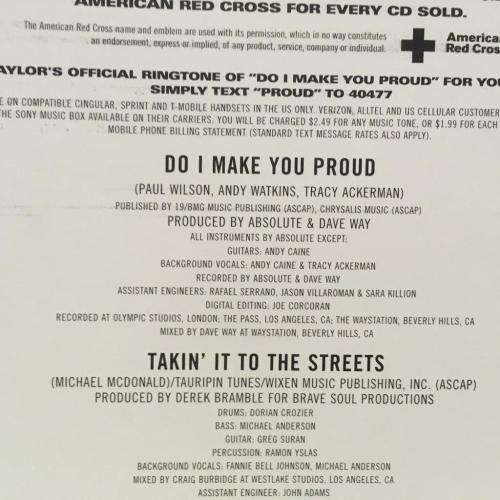 AMERICAN RED CROSS FOR EVERY CD SOLD.
The American Red Cross name and emblem are used with its permission, which in no way constitutes
an endorsement, express or implied, of any product, service, company or individual.
American
Red Cros
AYLOR'S OFFICIAL RINGTONE OF "DO I MAKE YOU PROUD" FOR YOU
SIMPLY TEXT "PROUD" TO 40477
E ON COMPATIBLE CINGULAR, SPRINT AND T-MOBILE HANDSETS IN THE US ONLY. VERIZON, ALLTEL AND US CELLULAR CUSTOMER
THE SONY MUSIC BOX AVAILABLE ON THEIR CARRIERS. YOU WILL BE CHARGED $2.49 FOR ANY MUSIC TONE, OR $1.99 FOR EACH
MOBILE PHONE BILLING STATEMENT (STANDARD TEXT MESSAGE RATES ALSO APPLY).
DO I MAKE YOU PROUD
(PAUL WILSON, ANDY WATKINS, TRACY ACKERMAN)
PUBLISHED BY 19/BMG MUSIC PUBLISHING (ASCAP), CHRYSALIS MUSIC (ASCAP)
PRODUCED BY ABSOLUTE & DAVE WAY
ALL INSTRUMENTS BY ABSOLUTE EXCEPT:
GUITARS: ANDY CAINE
BACKGROUND VOCALS: ANDY CAINE & TRACY ACKERMAN
RECORDED BY ABSOLUTE & DAVE WAY
ASSISTANT ENGINEERS: RAFAEL SERRANO, JASON VILLAROMAN & SARA KILLION
DIGITAL EDITING: JOE CORCORAN
RECORDED AT OLYMPIC STUDIOS, LONDON; THE PASS, LOS ANGELES, CA; THE WAYSTATION, BEVERLY HILLS, CA
MIXED BY DAVE WAY AT WAYSTATION, BEVERLY HILLS, CA
TAKIN' IT TO THE STREETS
(MICHAEL MCDONALD)/TAURIPIN TUNES/WIXEN MUSIC PUBLISHING, INC. (ASCAP)
PRODUCED BY DEREK BRAMBLE FOR BRAVE SOUL PRODUCTIONS
DRUMS: DORIAN CROZIER
BASS: MICHAEL ANDERSON
GUITAR: GREG SURAN
PERCUSSION: RAMON YSLAS
BACKGROUND VOCALS: FANNIE BELL JOHNSON, MICHAEL ANDERSON
MIXED BY CRAIG BURBIDGE AT WESTLAKE STUDIOS, LOS ANGELES, CA
ASSISTANT ENGINEER: JOHN ADAMS